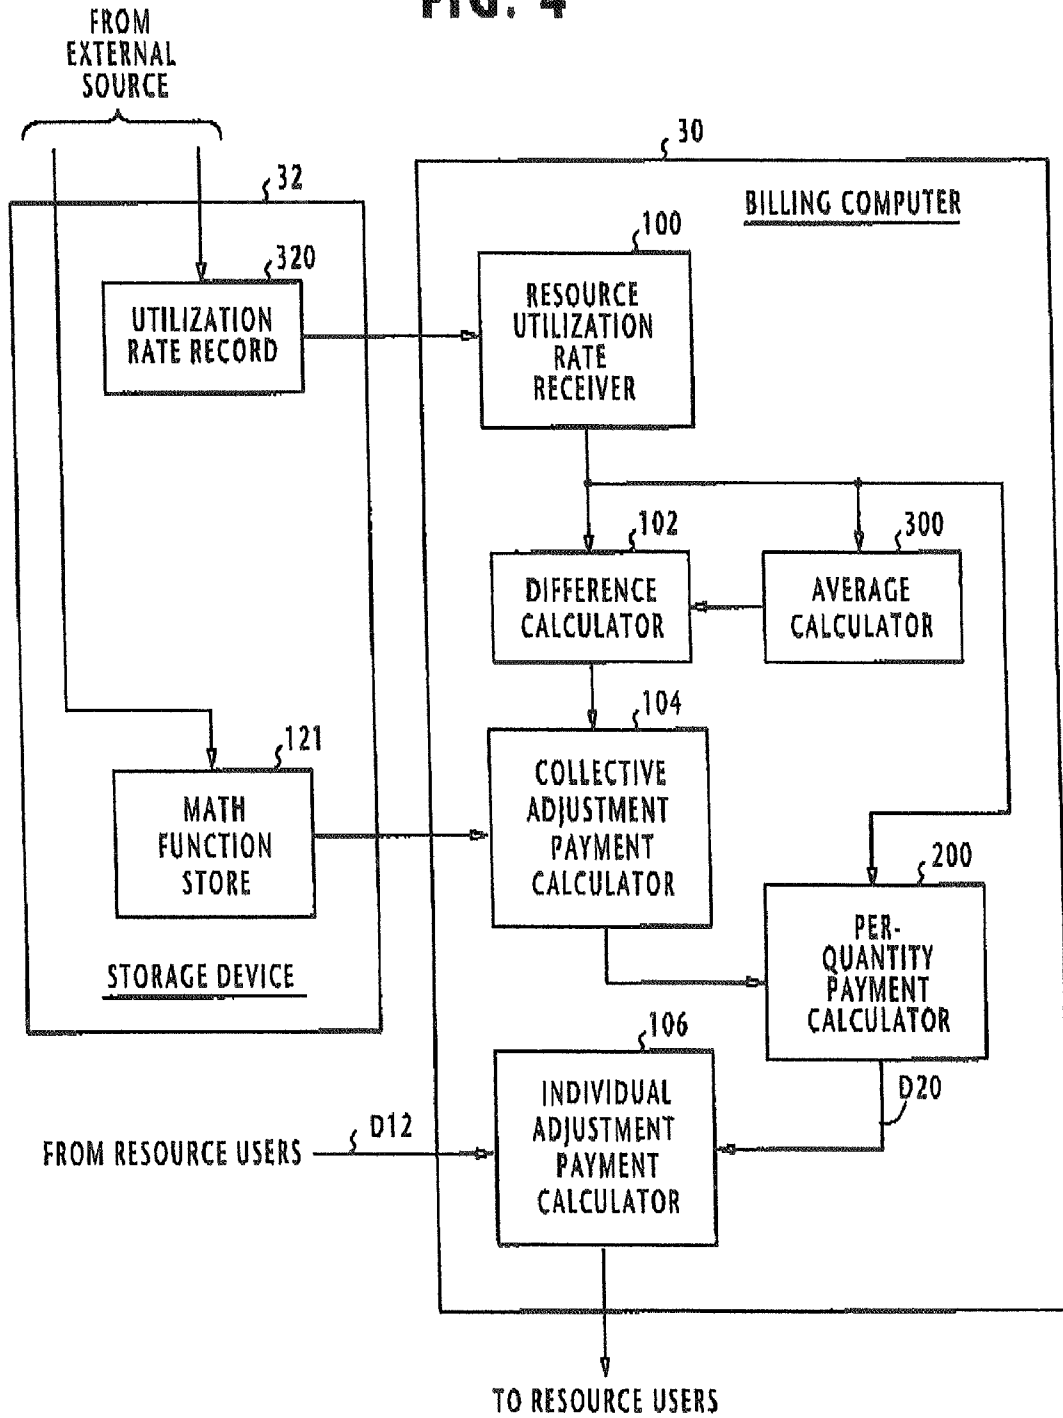 FIG. 4
FROM
EXTERNAL
SOURCE
32
30
BILLING COMPUTER
320
UTILIZATION
RATE RECORD
100
RESOURCE
UTILIZATION
RATE
RECEIVER
102
DIFFERENCE
CALCULATOR
300
AVERAGE
CALCULATOR
121
MATH
FUNCTION
STORE
STORAGE DEVICE
104
COLLECTIVE
ADJUSTMENT
PAYMENT
CALCULATOR
200
PER-
QUANTITY
PAYMENT
CALCULATOR
D20
106
INDIVIDUAL
ADJUSTMENT
PAYMENT
CALCULATOR
FROM RESOURCE USERS
D12
TO RESOURCE USERS